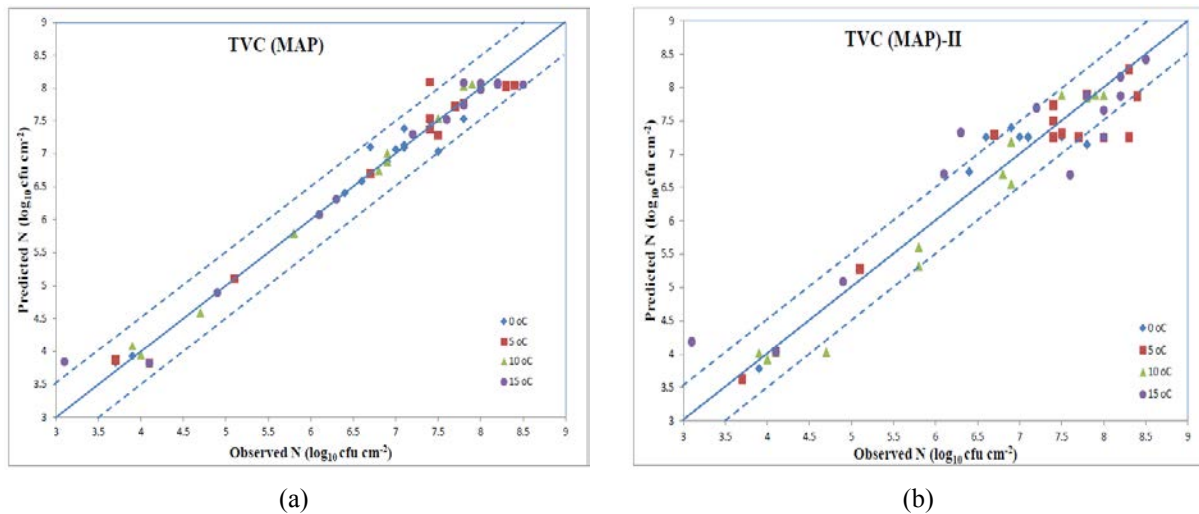 TVC (MAP)
Predicted N (log10 cfu cm-2)
9
8.5
8
7.5
7
6.5
6
5.5
5
4.5
4
3.5
3
0 oC
5 oC
10 oC
15 oC
3 3.5 4 4.5 5 5.5 6 6.5 7 7.5 8 8.5 9
Observed N (log10 cfu cm-2)
(a)
TVC (MAP)-II
Predicted N (log10 cfu cm-2)
9
8.5
8
7.5
7
6.5
6
5.5
5
4.5
4
3.5
3
0 oC
5 oC
10 oC
15 oC
3 3.5 4 4.5 5 5.5 6 6.5 7 7.5 8 8.5 9
Observed N (log10 cfu cm-2)
(b)